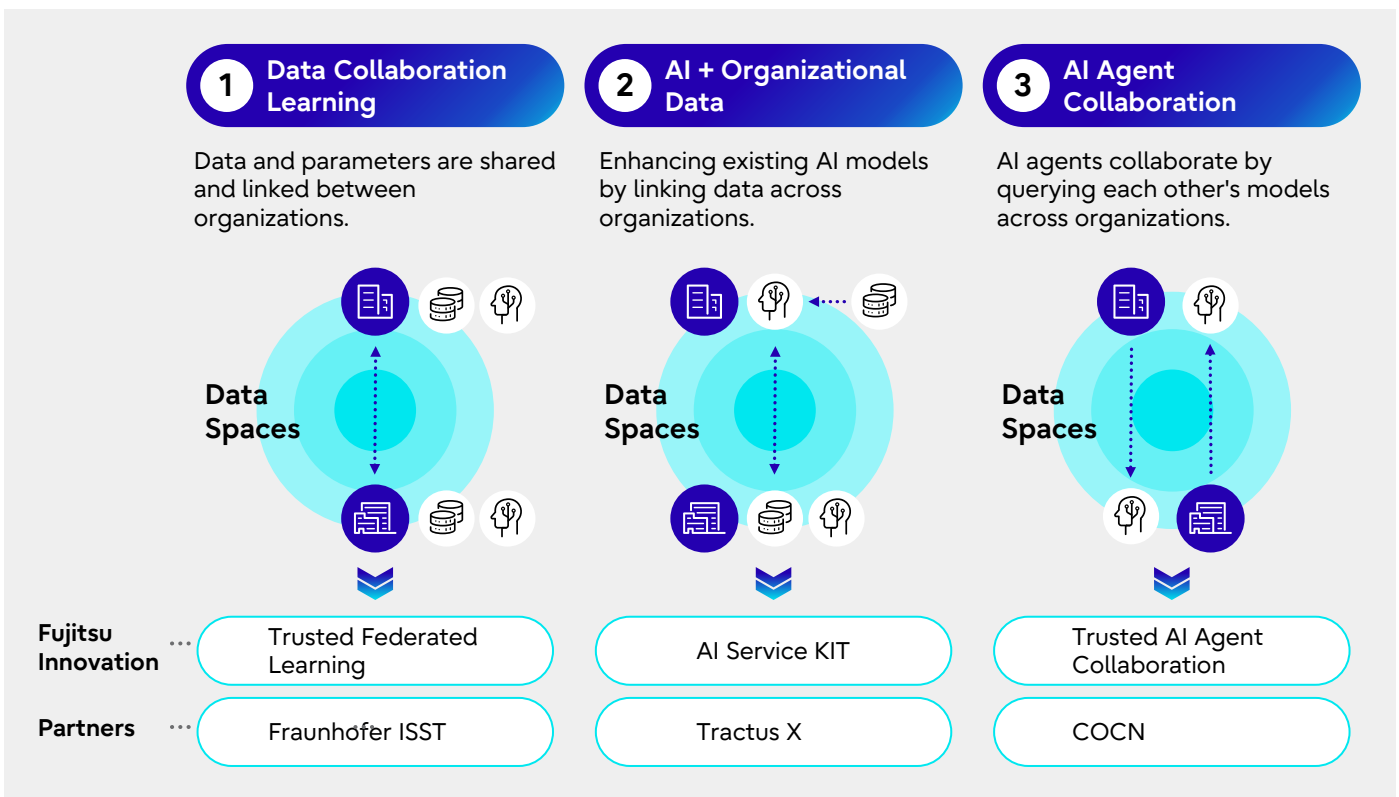 1
Data Collaboration
Learning
Data and parameters are shared
and linked between
organizations.
Data
Spaces
2
AI + Organizational
Data
Enhancing existing AI models
by linking data across
organizations.
Data
Spaces
3
AI Agent
Collaboration
AI agents collaborate by
querying each other's models
across organizations.
Data
Spaces
Fujitsu
Innovation
...
Trusted Federated
Learning
AI Service KIT
Trusted AI Agent
Collaboration
Partners
...
Fraunhofer ISST
Tractus X
COCN